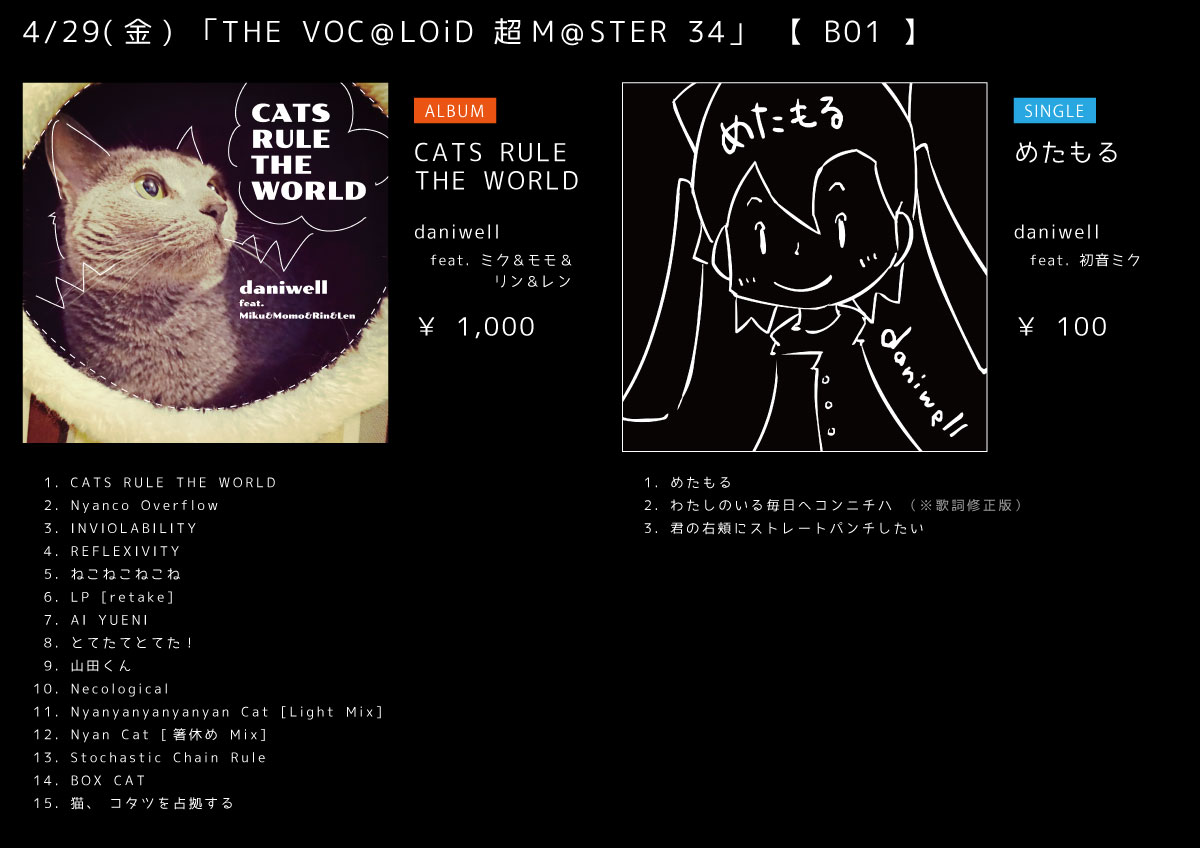 4/29(金)「THE VOC@LOiD 超M@STER 34」 【 B01 】
CATS
RULE
THE
WORLD
daniwell
feat.
Miku&Momo&Rin&Len
ALBUM
CATS RULE
THE WORLD
daniwell
feat. ミク&モモ&
リン&レン
¥ 1,000
1. CATS RULE THE WORLD
2. Nyanco Overflow
3. INVIOLABILITY
4. REFLEXIVITY
5. ねこねこねこね
6. LP [retake]
7. AI YUENI
8. とてたてとてた!
9. 山田くん
10. Necological
11. Nyanyanyanyanyan Cat [Light Mix]
12. Nyan Cat [箸休め Mix]
13. Stochastic Chain Rule
14. BOX CAT
15. 猫、 コタツを占拠する
めたもる
daniwell
SINGLE
めたもる
daniwell
feat. 初音ミク
¥ 100
1. めたもる
2. わたしのいる毎日へコンニチハ (※歌詞修正版)
3. 君の右頬にストレートパンチしたい